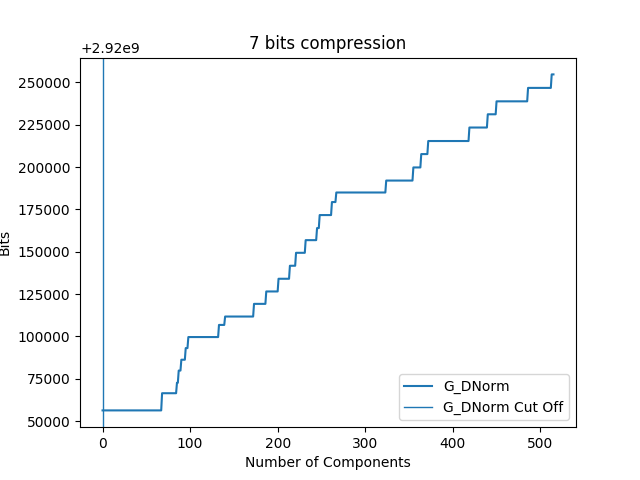 7 bits compression
+2.92e9
250000
225000
200000
175000
150000
125000
100000
75000
50000
Bits
0 100 200 300 400 500
Number of Components
G_DNorm
G_DNorm Cut Off